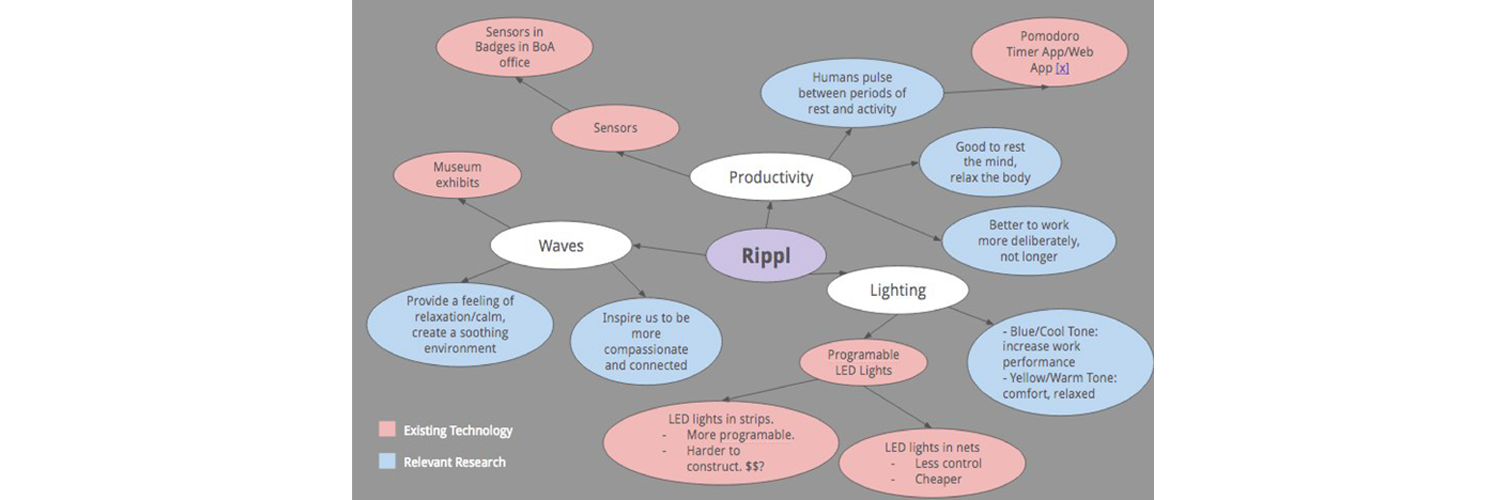 Sensors in
Badges in BoA
office
Pomodoro
Timer App/Web
App [x]
Humans pulse
between periods of
rest and activity
Sensors
Good to rest
the mind,
relax the body
Museum
exhibits
Productivity
Better to work
more deliberately,
not longer
Waves
Rippl
Lighting
Provide a feeling of
relaxation/calm,
create a soothing
environment
Inspire us to be
more
compassionate
and connected
Programable
LED Lights
- Blue/Cool Tone:
increase work
performance
- Yellow/Warm Tone:
comfort, relaxed
LED lights in strips.
- More programable.
- Harder to
construct. $$?
LED lights in nets
- Less control
- Cheaper
Existing Technology
Relevant Research